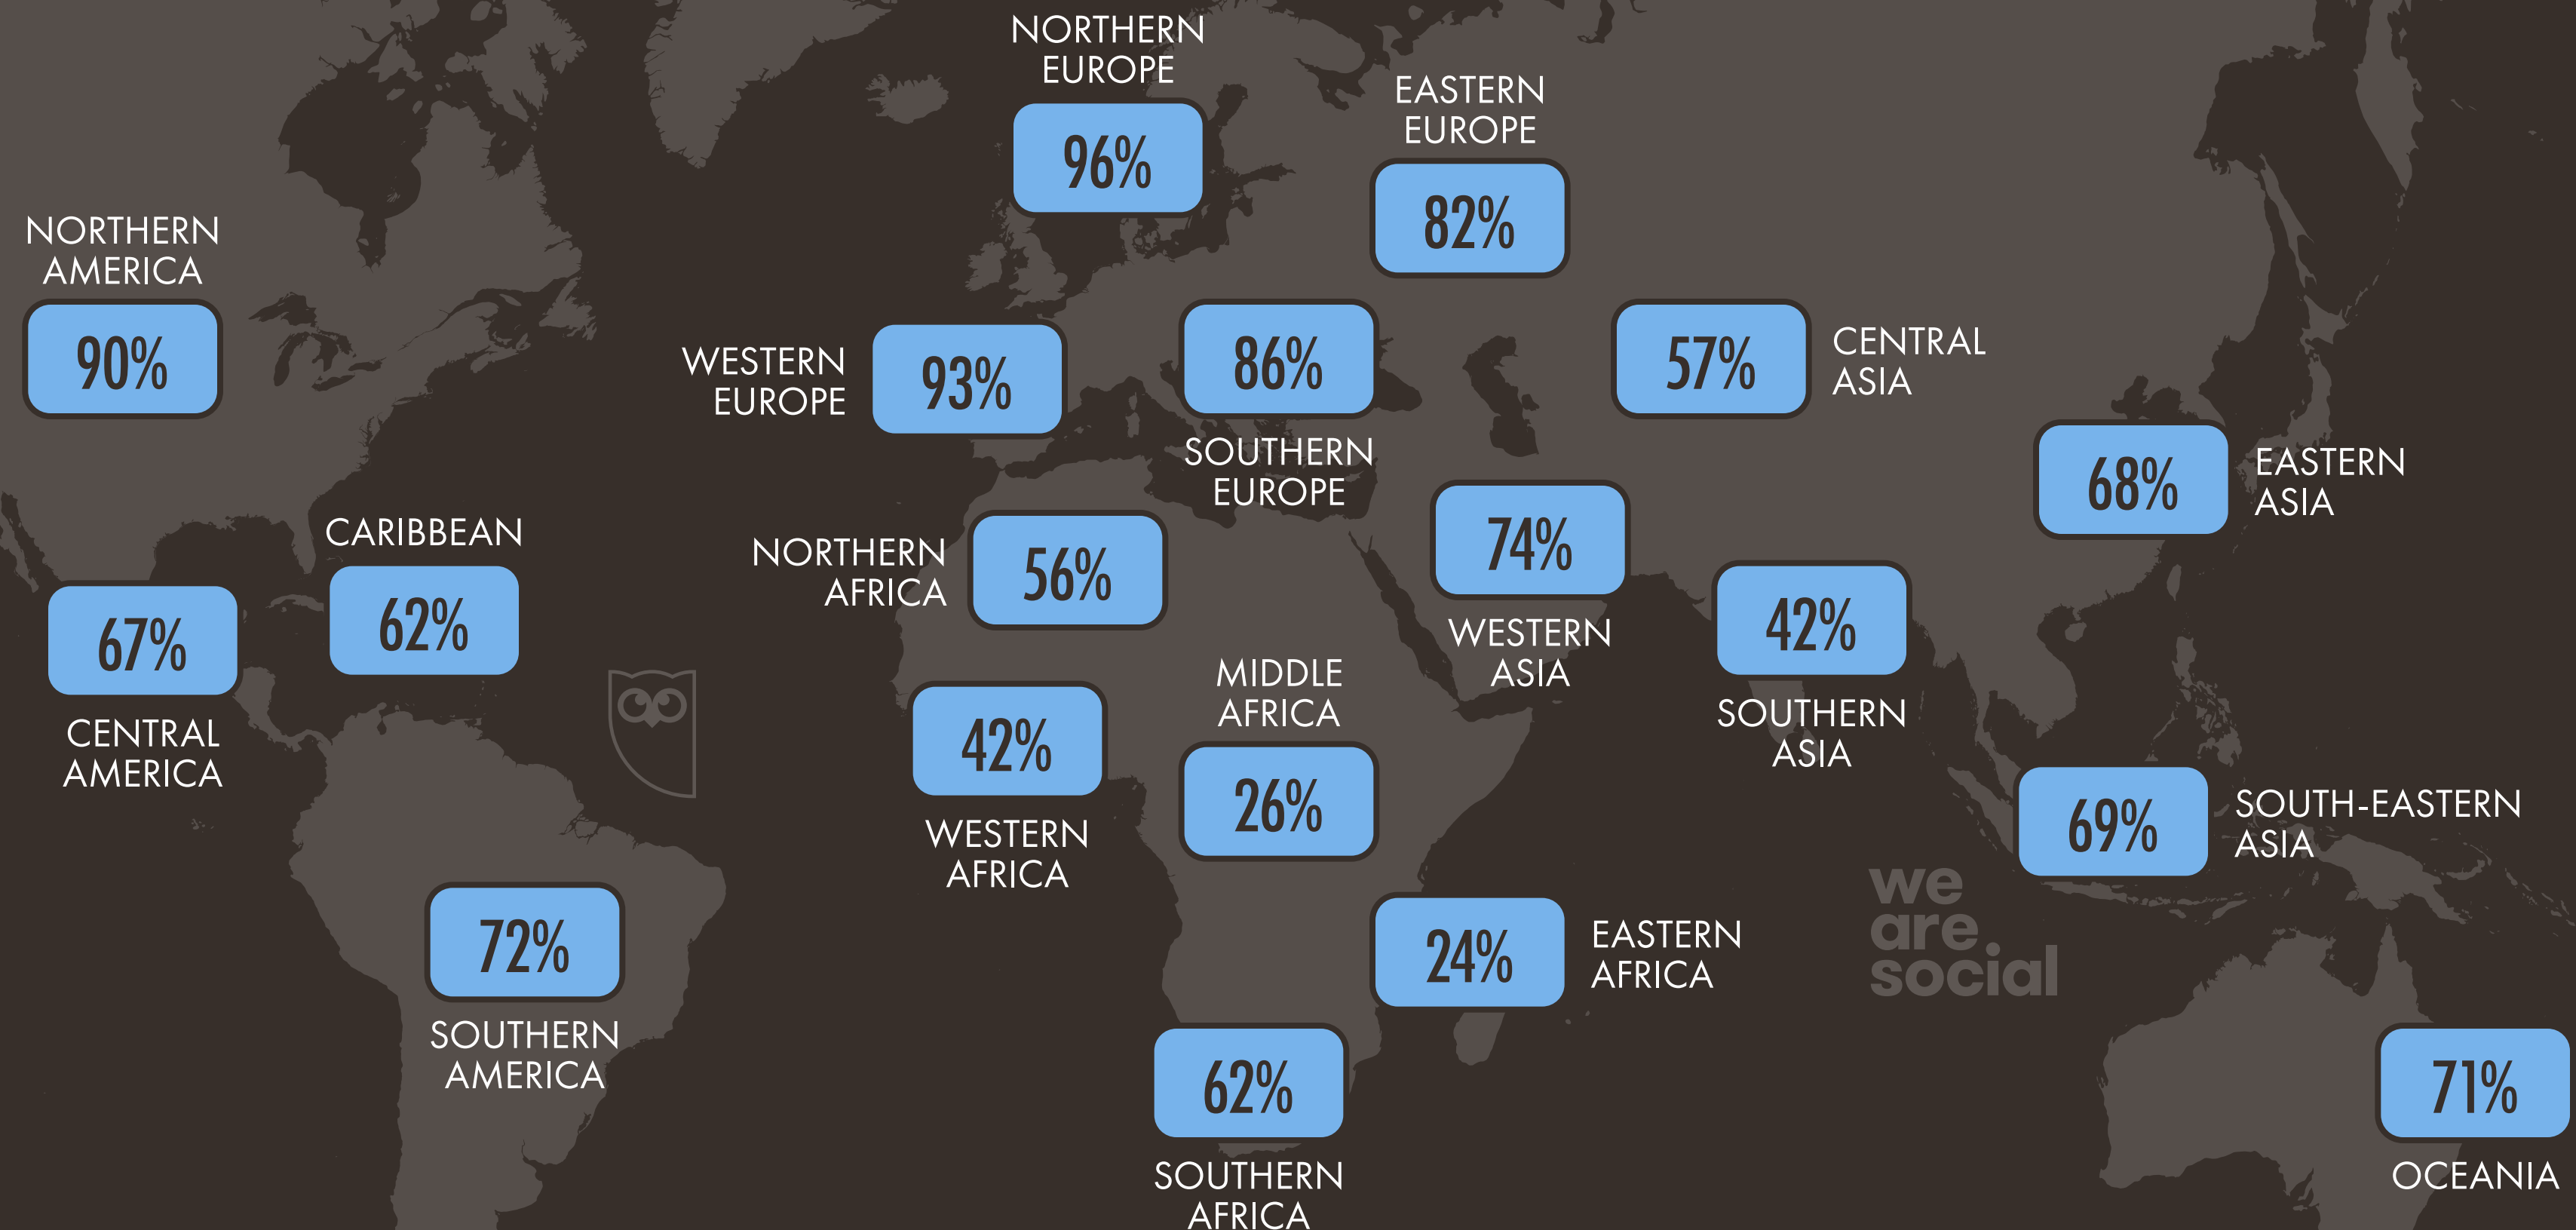 NORTHERN
EUROPE
96%
EASTERN
EUROPE
82%
NORTHERN
AMERICA
90%
WESTERN
EUROPE
93%
86%
SOUTHERN
EUROPE
57%
CENTRAL
ASIA
68%
EASTERN
ASIA
CARIBBEAN
62%
67%
CENTRAL
AMERICA
NORTHERN
AFRICA
56%
74%
WESTERN
ASIA
42%
SOUTHERN
ASIA
42%
WESTERN
AFRICA
MIDDLE
AFRICA
26%
69%
SOUTH-EASTERN
ASIA
72%
SOUTHERN
AMERICA
24%
EASTERN
AFRICA
we
are
social
62%
SOUTHERN
AFRICA
71%
OCEANIA